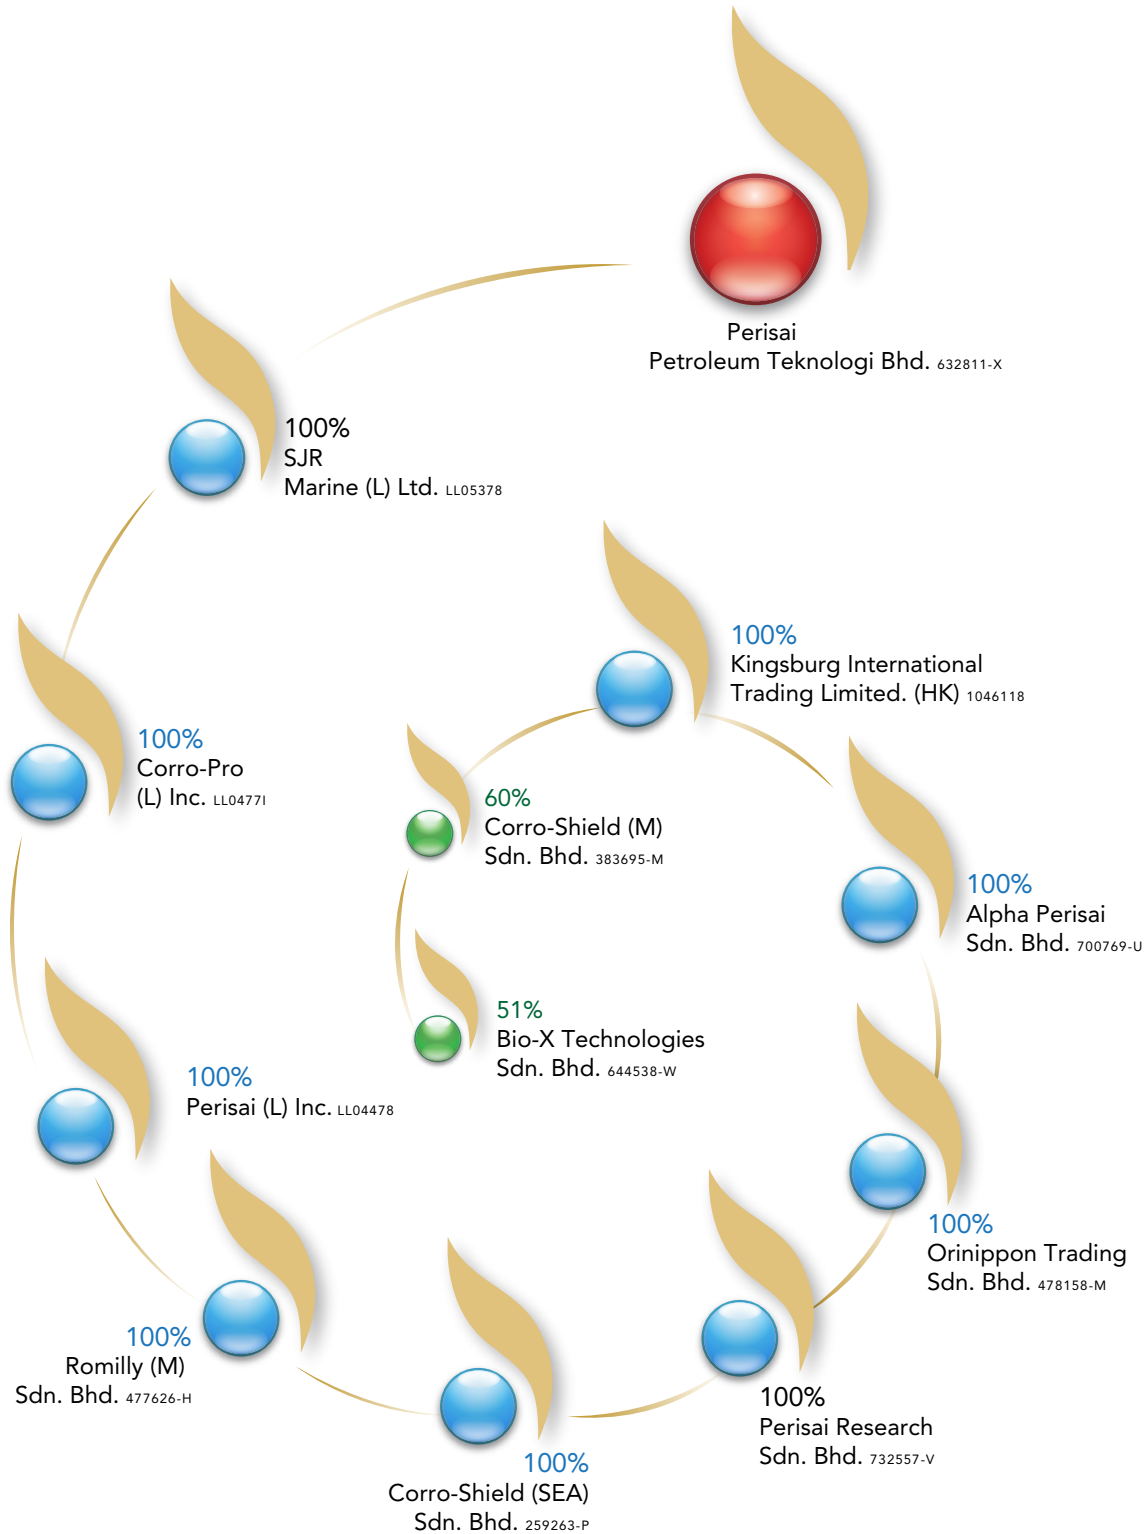 Perisai
Petroleum Teknologi Bhd. 632811-X
100%
SJR
Marine (L) Ltd. LL05378
100%
Corro-Pro
(L) Inc. LL0477I
100%
Perisai (L) Inc. LL04478
100%
Romilly (M)
Sdn. Bhd. 477626-H
100%
Corro-Shield (SEA)
Sdn. Bhd. 259263-P
100%
Perisai Research
Sdn. Bhd. 732557-V
100%
Orinippon Trading
Sdn. Bhd. 478158-M
100%
Alpha Perisai
Sdn. Bhd. 700769-U
100%
Kingsburg International
Trading Limited. (HK) 1046118
60%
Corro-Shield (M)
Sdn. Bhd. 383695-M
51%
Bio-X Technologies
Sdn. Bhd. 644538-W